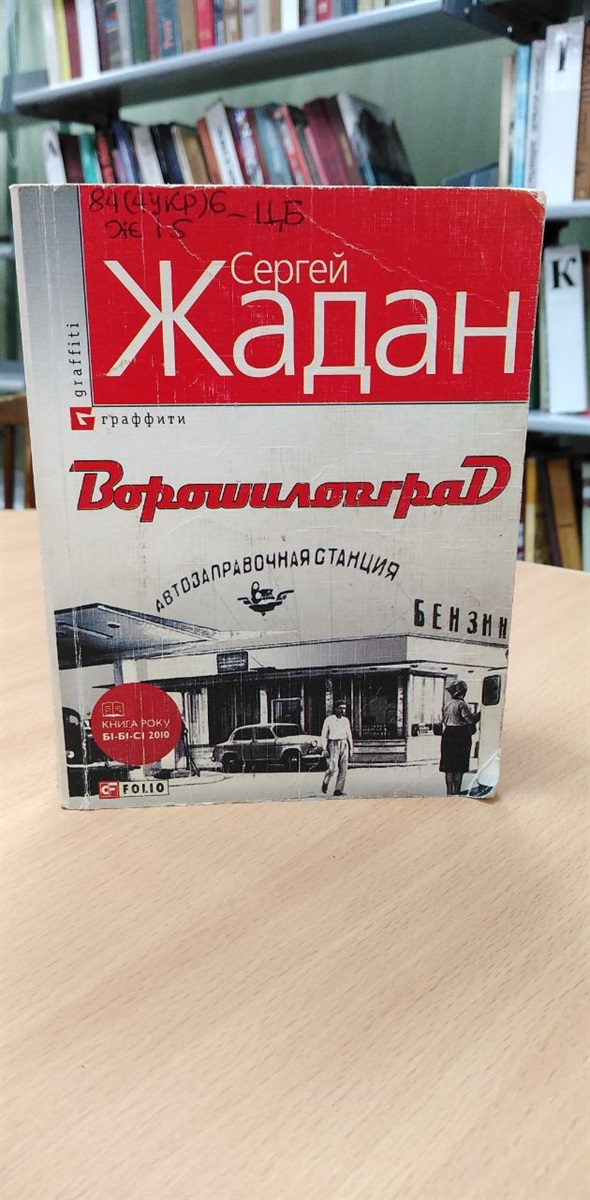 84(4УКР)6 – ЦБ
Ж 15
Сергей
Жадан
graffiti
граффити
Ворошиловград
АВТОЗАПРАВОЧНАЯ СТАНЦИЯ
БЕНЗИН
КНИГА РОКУ
БІ-БІ-СІ 2010
FOLIO
К